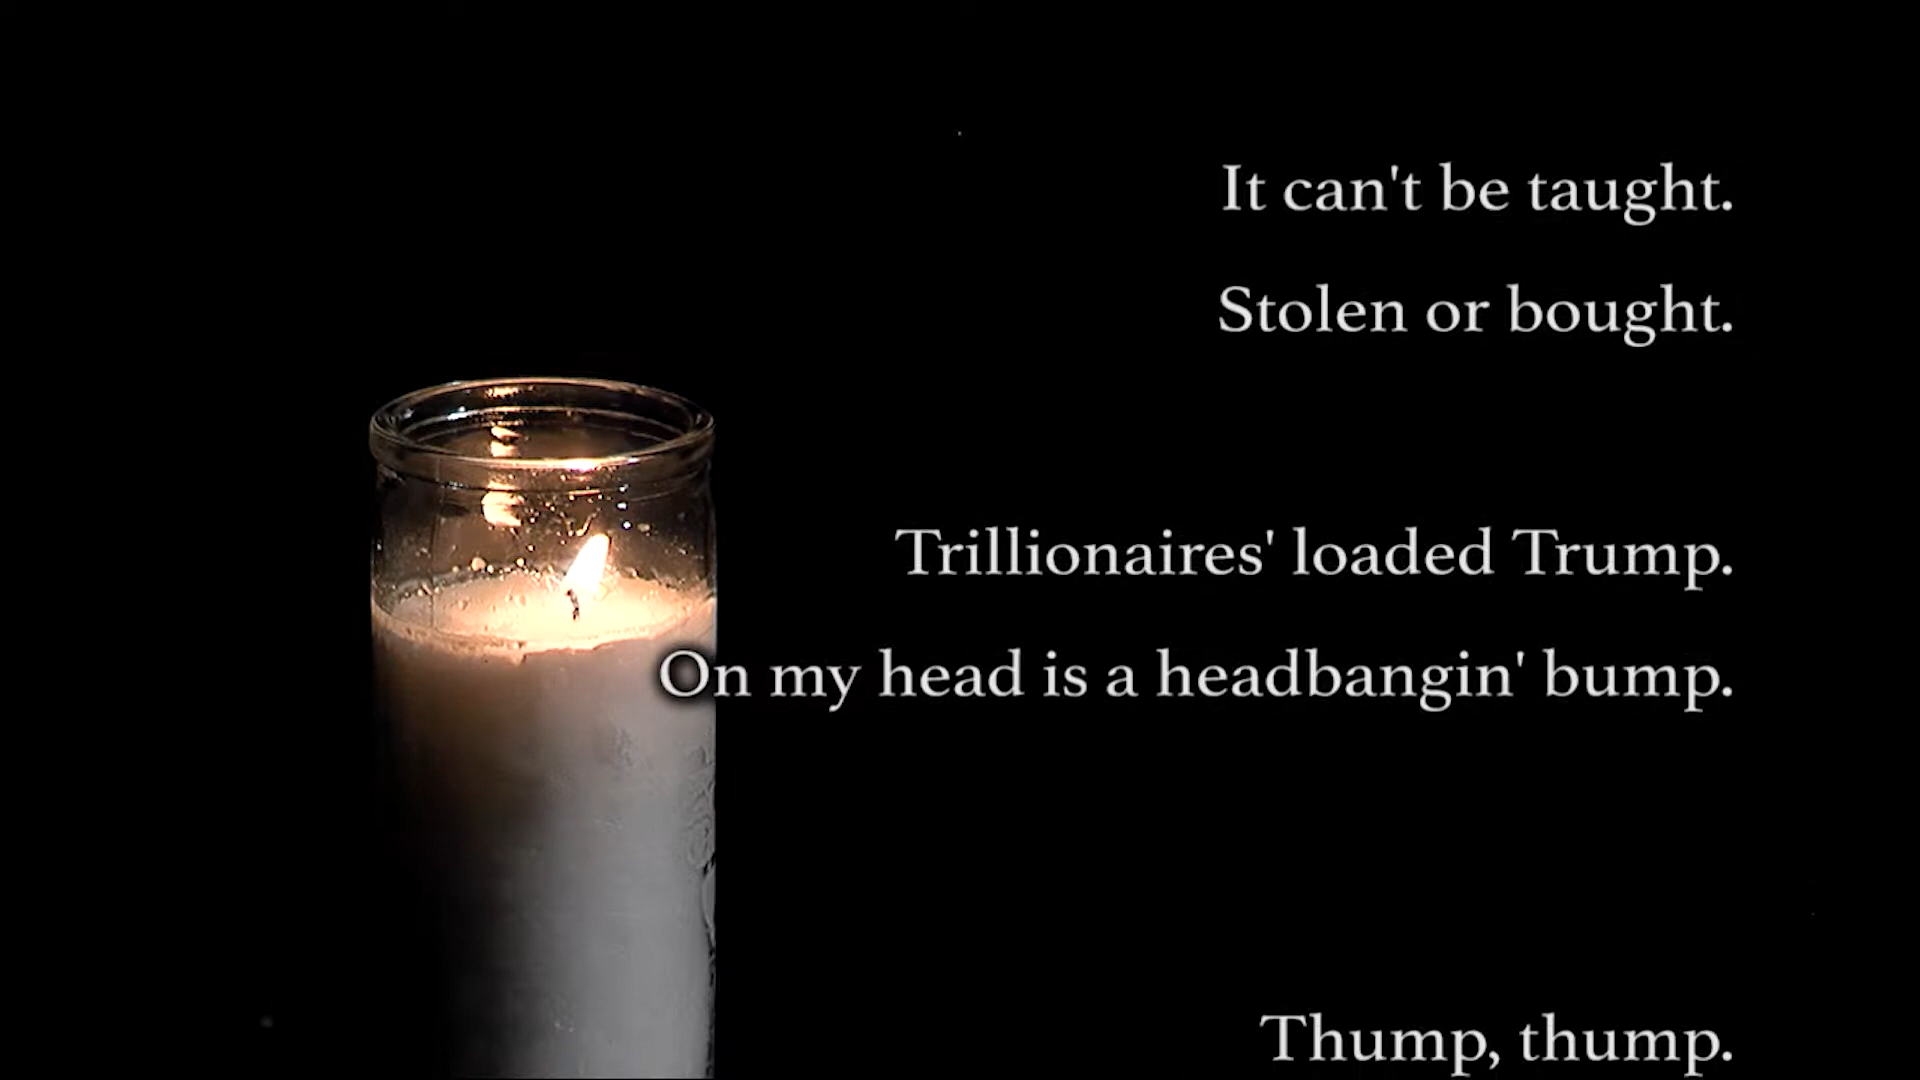 It can't be taught.
Stolen or bought.
Trillionaires' loaded Trump.
On my head is a headbangin' bump.
Thump, thump.